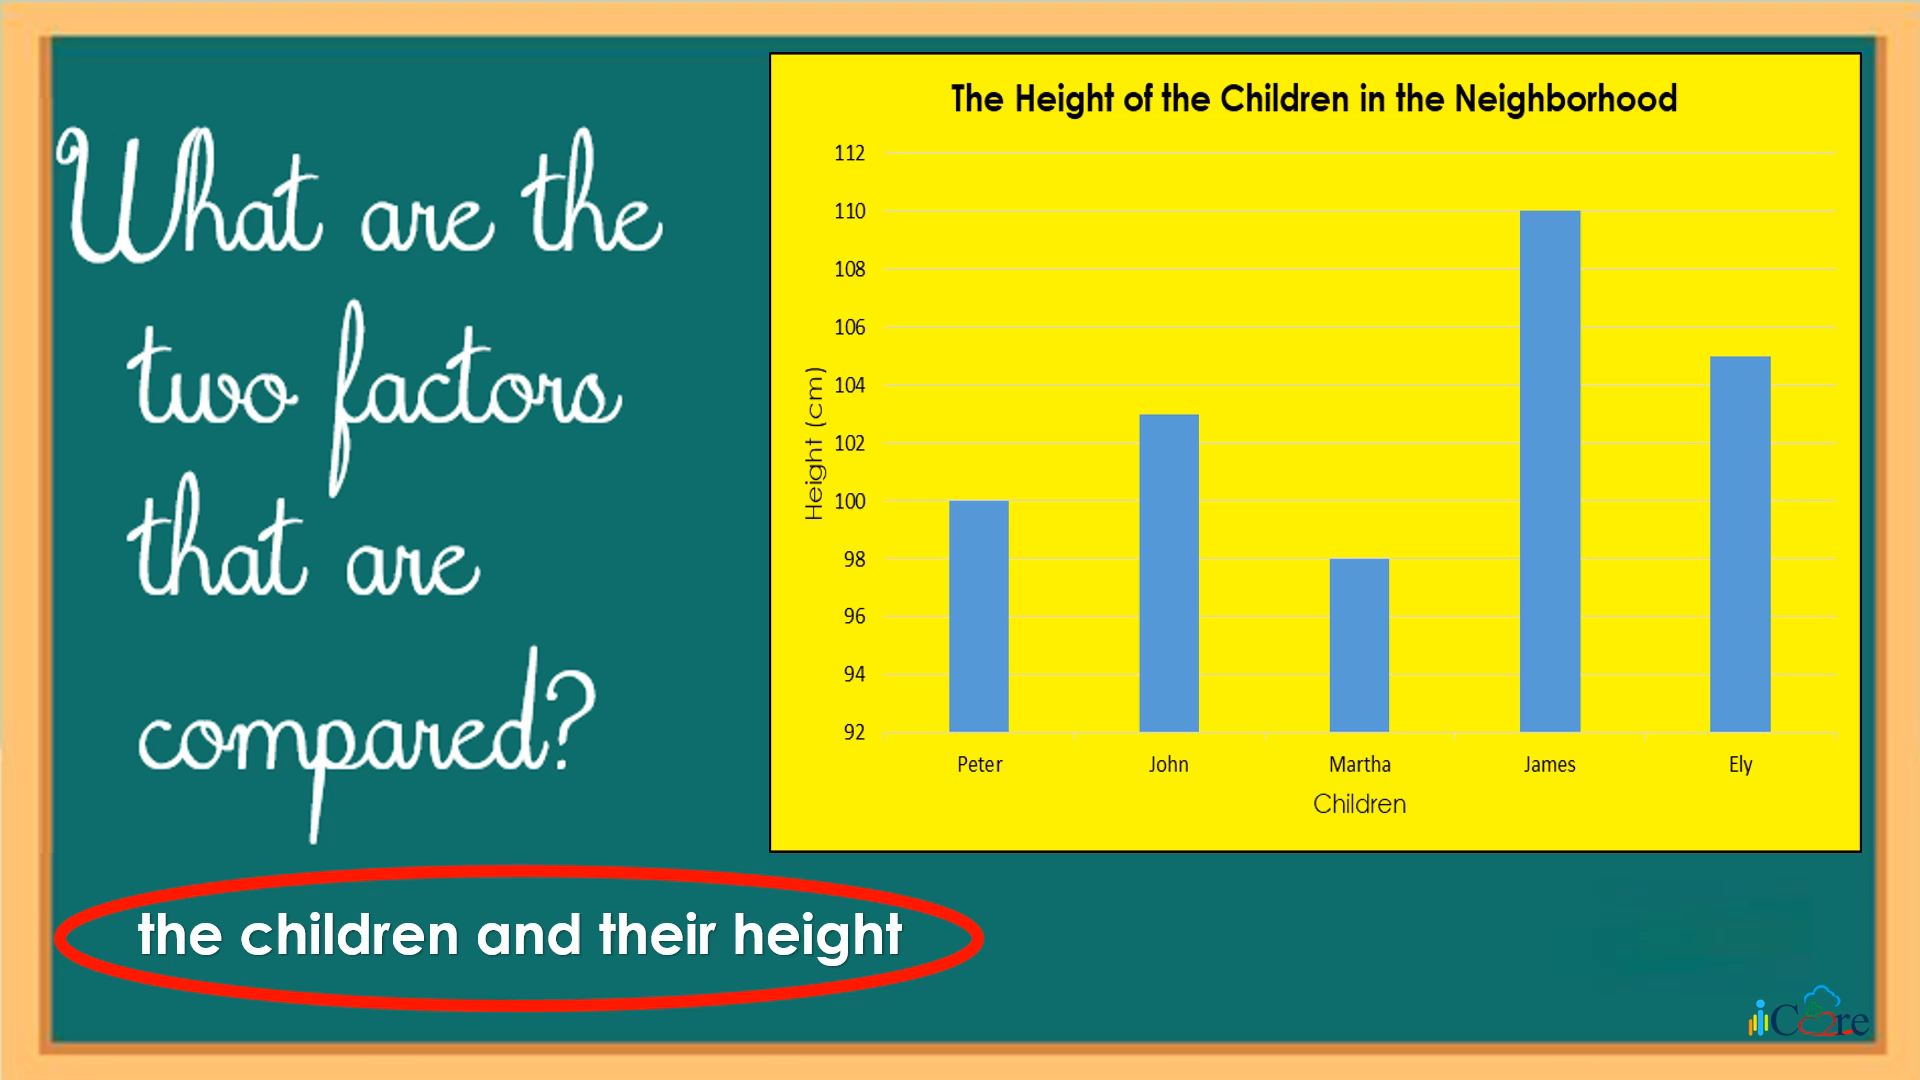 What are the
two factors
that are
compared?
the children and their height
The Height of the Children in the Neighborhood
112
110
108
106
104
102
100
98
96
94
92
Height (cm)
Peter John Martha James Ely
Children
iCare